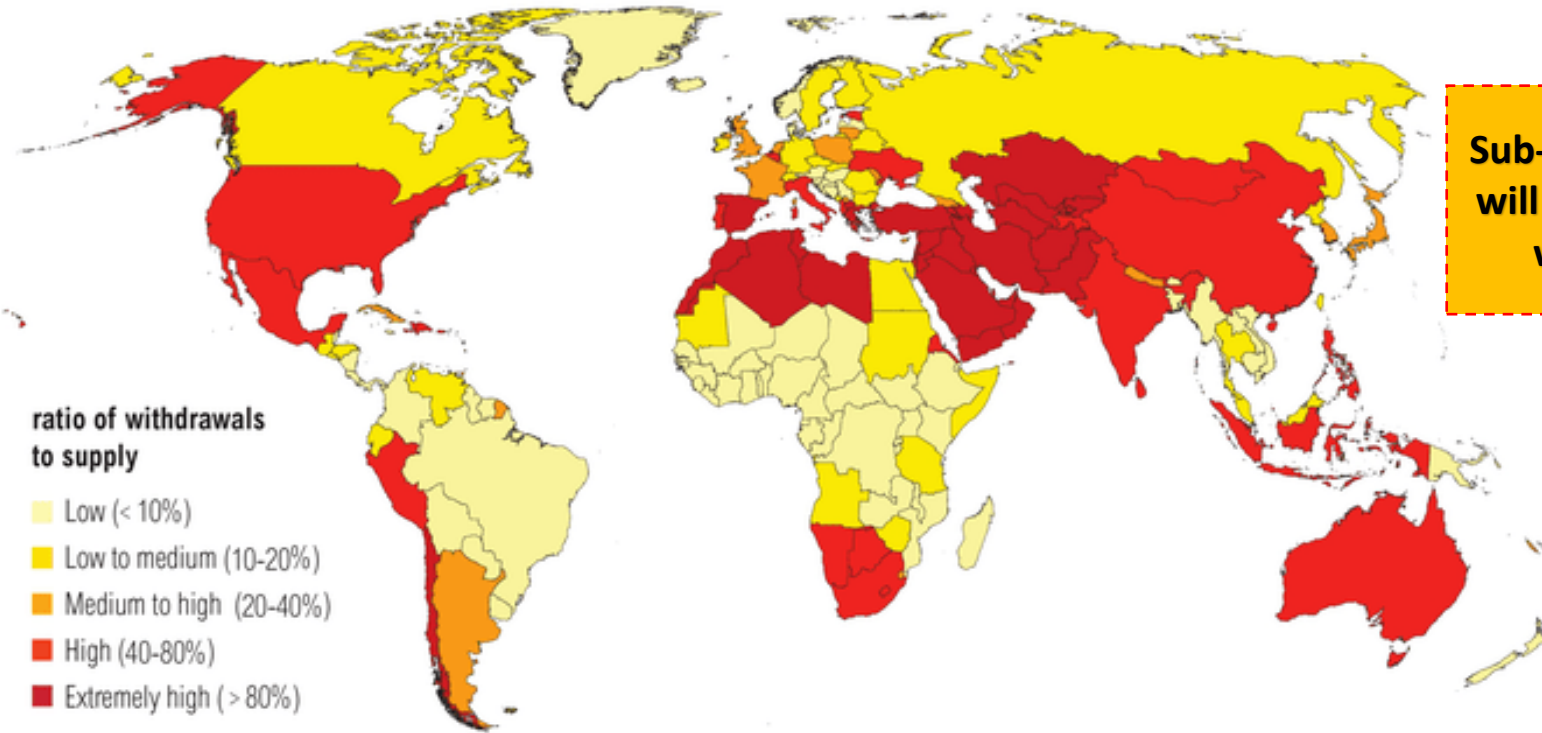 Sub-
will
ratio of withdrawals
to supply
Low (< 10%)
Low to medium (10-20%)
Medium to high (20-40%)
High (40-80%)
Extremely high ( > 80%)